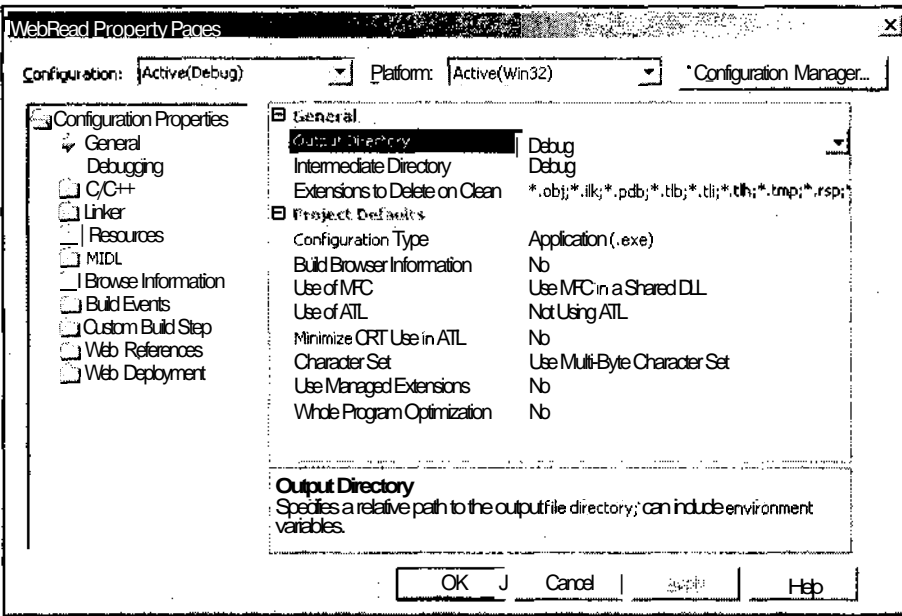 WebRead Property Pages
Configuration: Active(Debug) Platform: Active(Win32) Configuration Manager...
Configuration Properties
General
Debugging
C/C++
Linker
Resources
MIDL
Browse Information
Build Events
Custom Build Step
Web References
Web Deployment
General
Output Directory Debug
Intermediate Directory Debug
Extensions to Delete on Clean *.obj;*.ilk;*.pdb;*.tlb;*.tli;*.tlh;*.tmp;*.rsp;*
Project Defaults
Configuration Type Application (.exe)
Build Browser Information No
Use of MFC Use MFC in a Shared DLL
Use of ATL Not Using ATL
Minimize CRT Use in ATL No
Character Set Use Multi-Byte Character Set
Use Managed Extensions No
Whole Program Optimization No
Output Directory
Specifies a relative path to the output file directory; can include environment
variables.
OK Cancel Apply Help